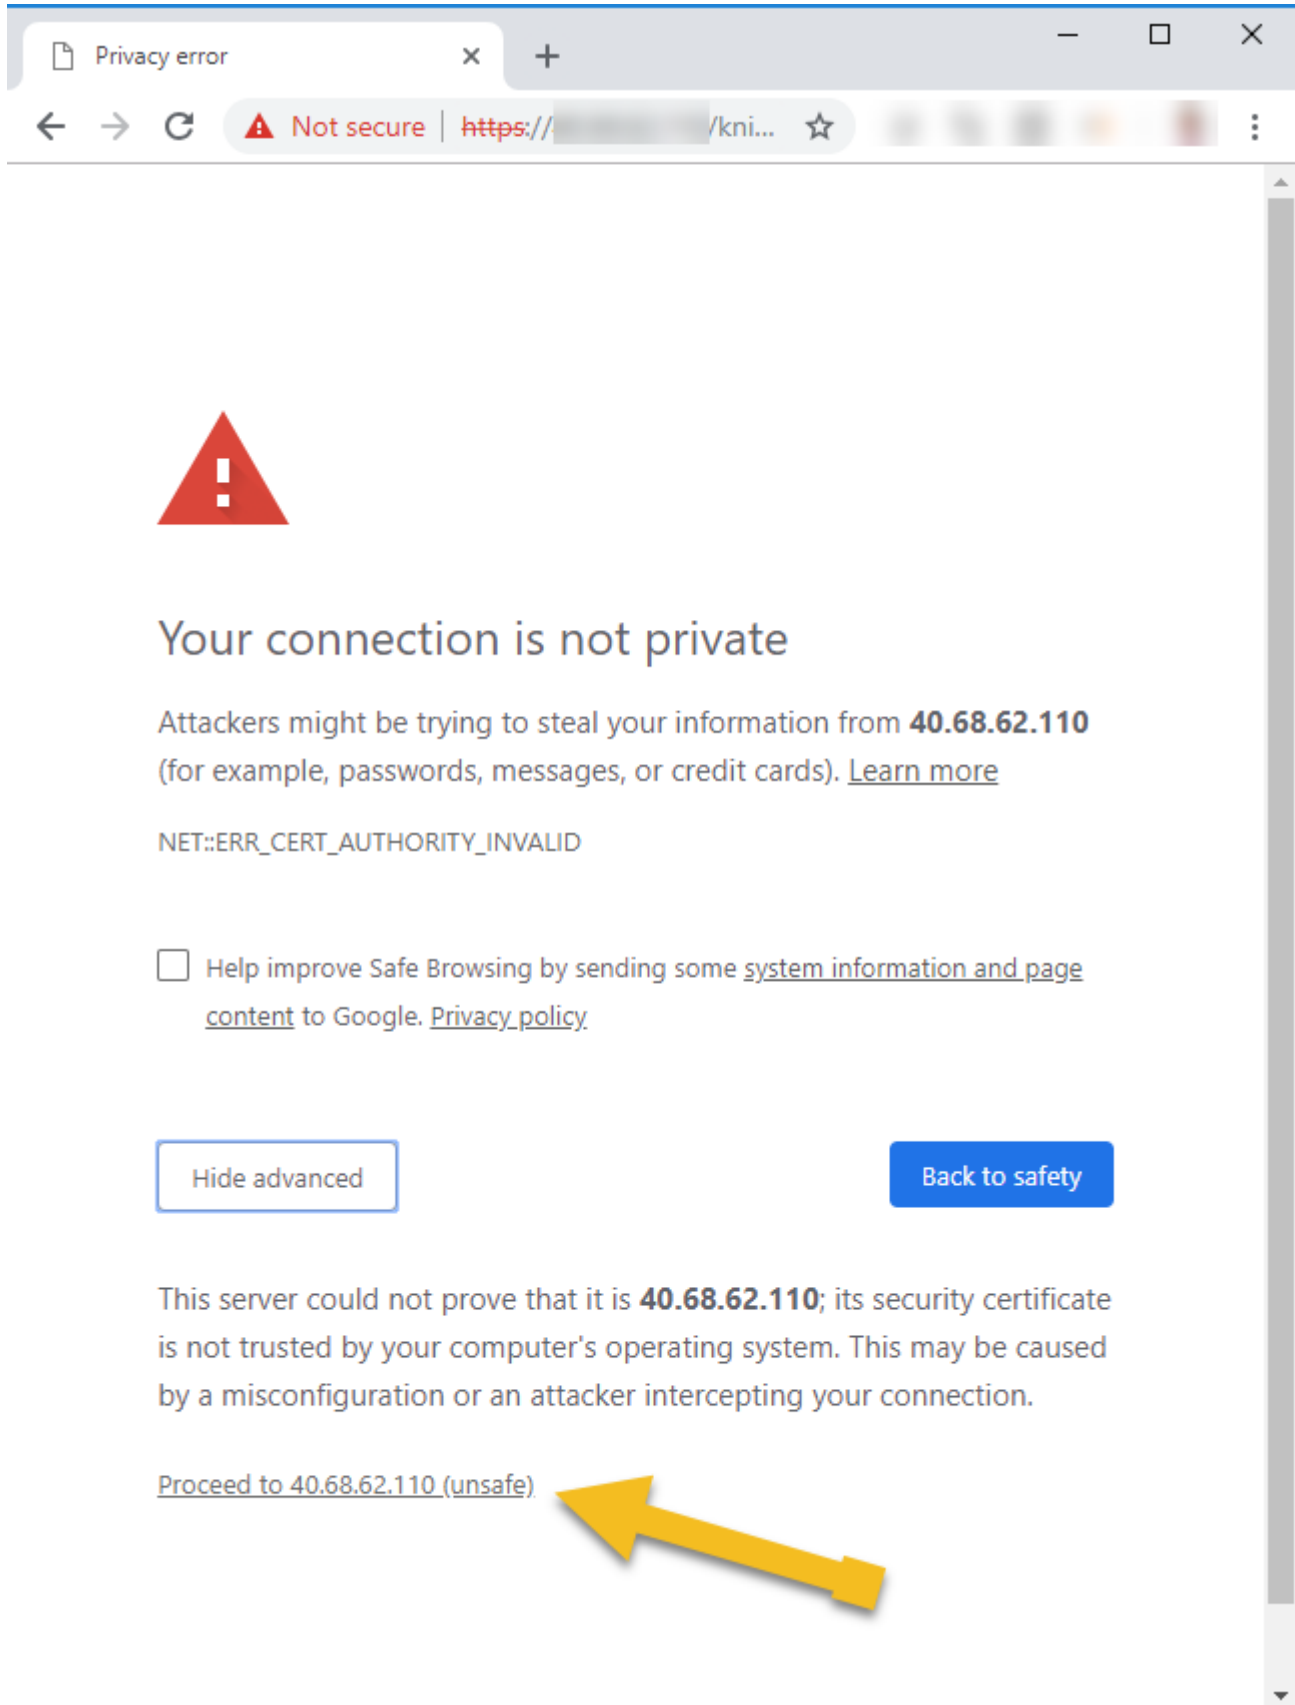 Privacy error
Not secure https:// /kni...
Your connection is not private
Attackers might be trying to steal your information from 40.68.62.110
(for example, passwords, messages, or credit cards). Learn more
NET::ERR_CERT_AUTHORITY_INVALID
Help improve Safe Browsing by sending some system information and page
content to Google. Privacy policy
Hide advanced
Back to safety
This server could not prove that it is 40.68.62.110; its security certificate
is not trusted by your computer's operating system. This may be caused
by a misconfiguration or an attacker intercepting your connection.
Proceed to 40.68.62.110 (unsafe)